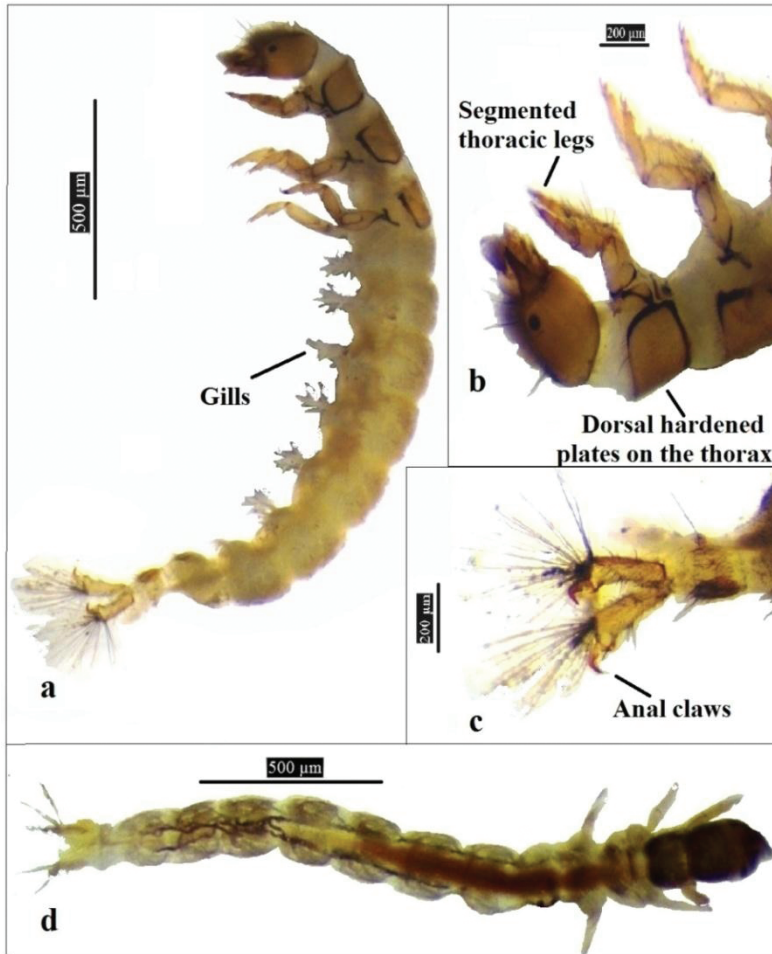 500 µm
Gills
a
200 µm
Segmented
thoracic legs
b
Dorsal hardened
plates on the thorax
200 µm
Anal claws
c
500 µm
d